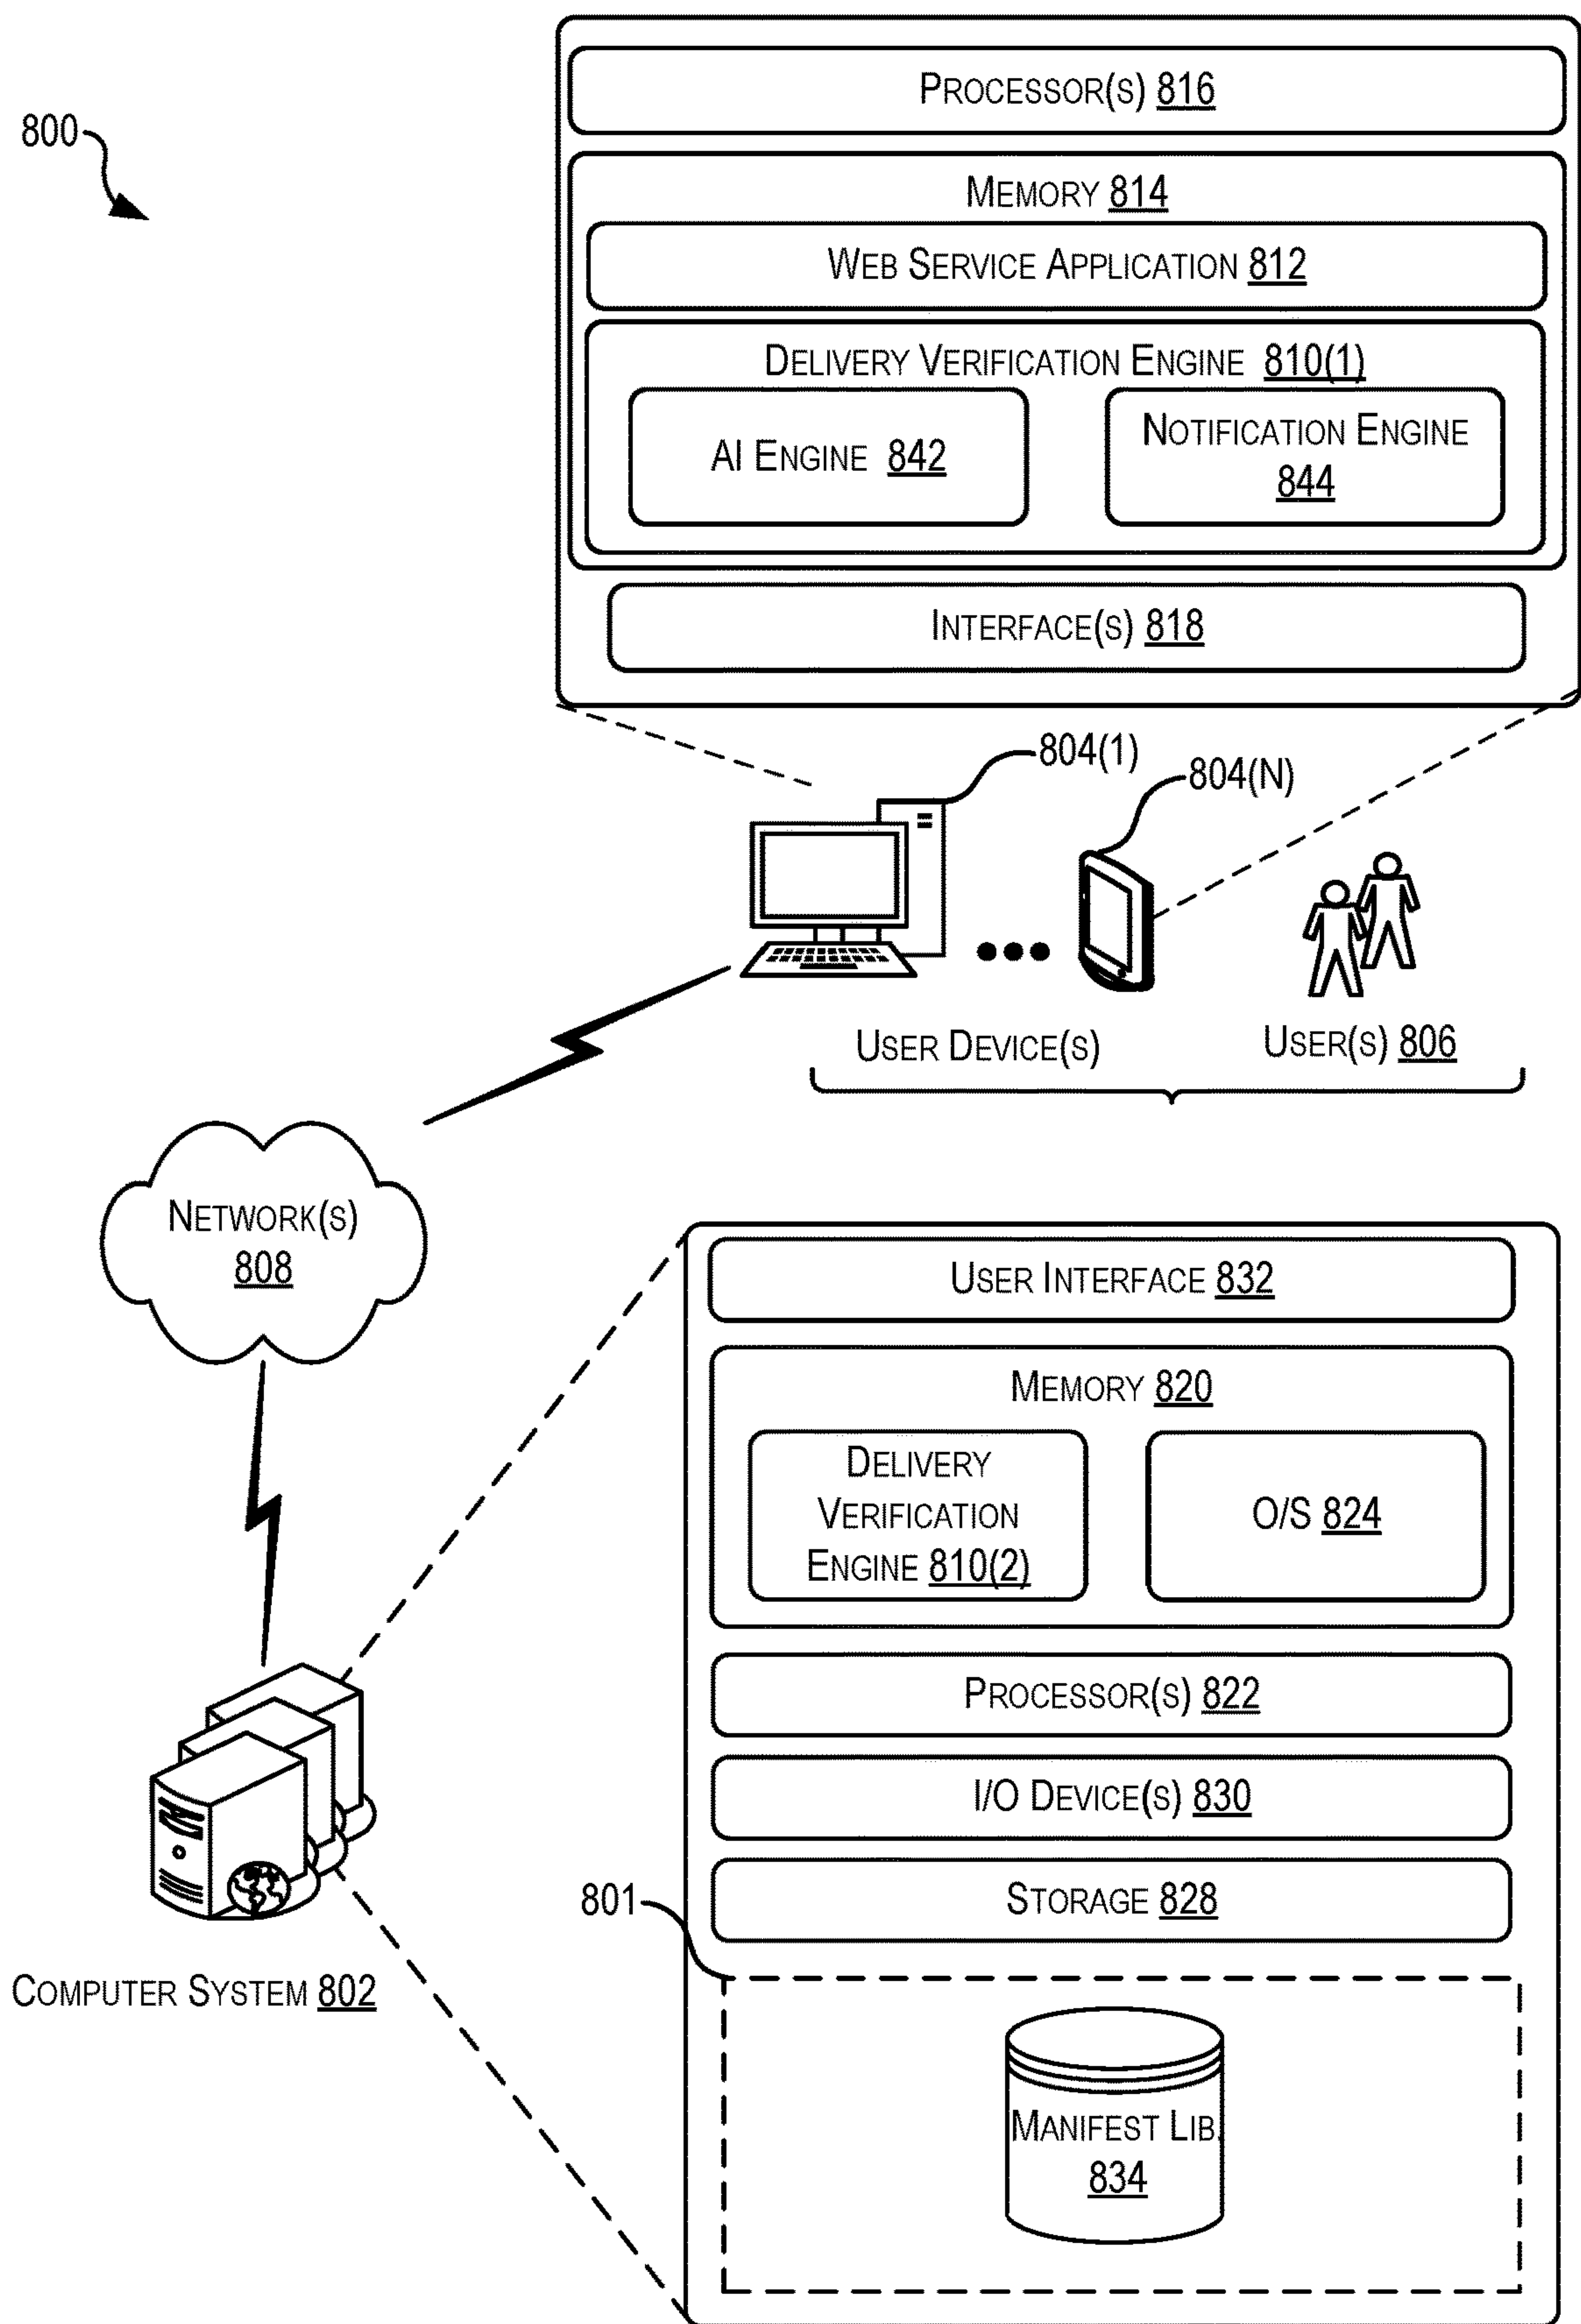 800
PROCESSOR(S) 816
MEMORY 814
WEB SERVICE APPLICATION 812
DELIVERY VERIFICATION ENGINE 810(1)
AI ENGINE 842
NOTIFICATION ENGINE
844
INTERFACE(S) 818
804(1)
804(N)
USER DEVICE(S)
USER(S) 806
NETWORK(S)
808
USER INTERFACE 832
MEMORY 820
DELIVERY
VERIFICATION
ENGINE 810(2)
O/S 824
PROCESSOR(S) 822
I/O DEVICE(S) 830
STORAGE 828
801
COMPUTER SYSTEM 802
MANIFEST LIB.
834